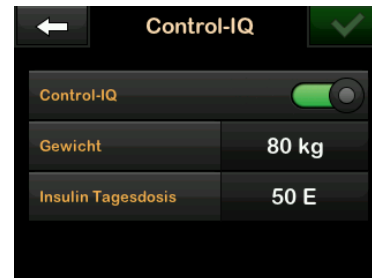 Control-IQ
Control-IQ
Gewicht 80 kg
Insulin Tagesdosis 50 E